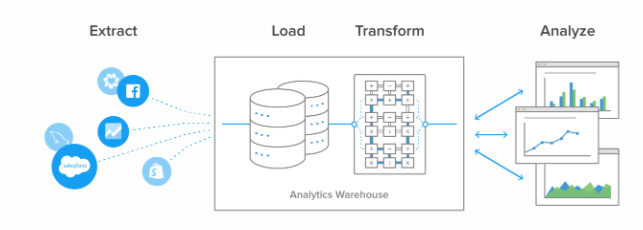 Extract
Load
Transform
Analyze
salesforce
Analytics Warehouse